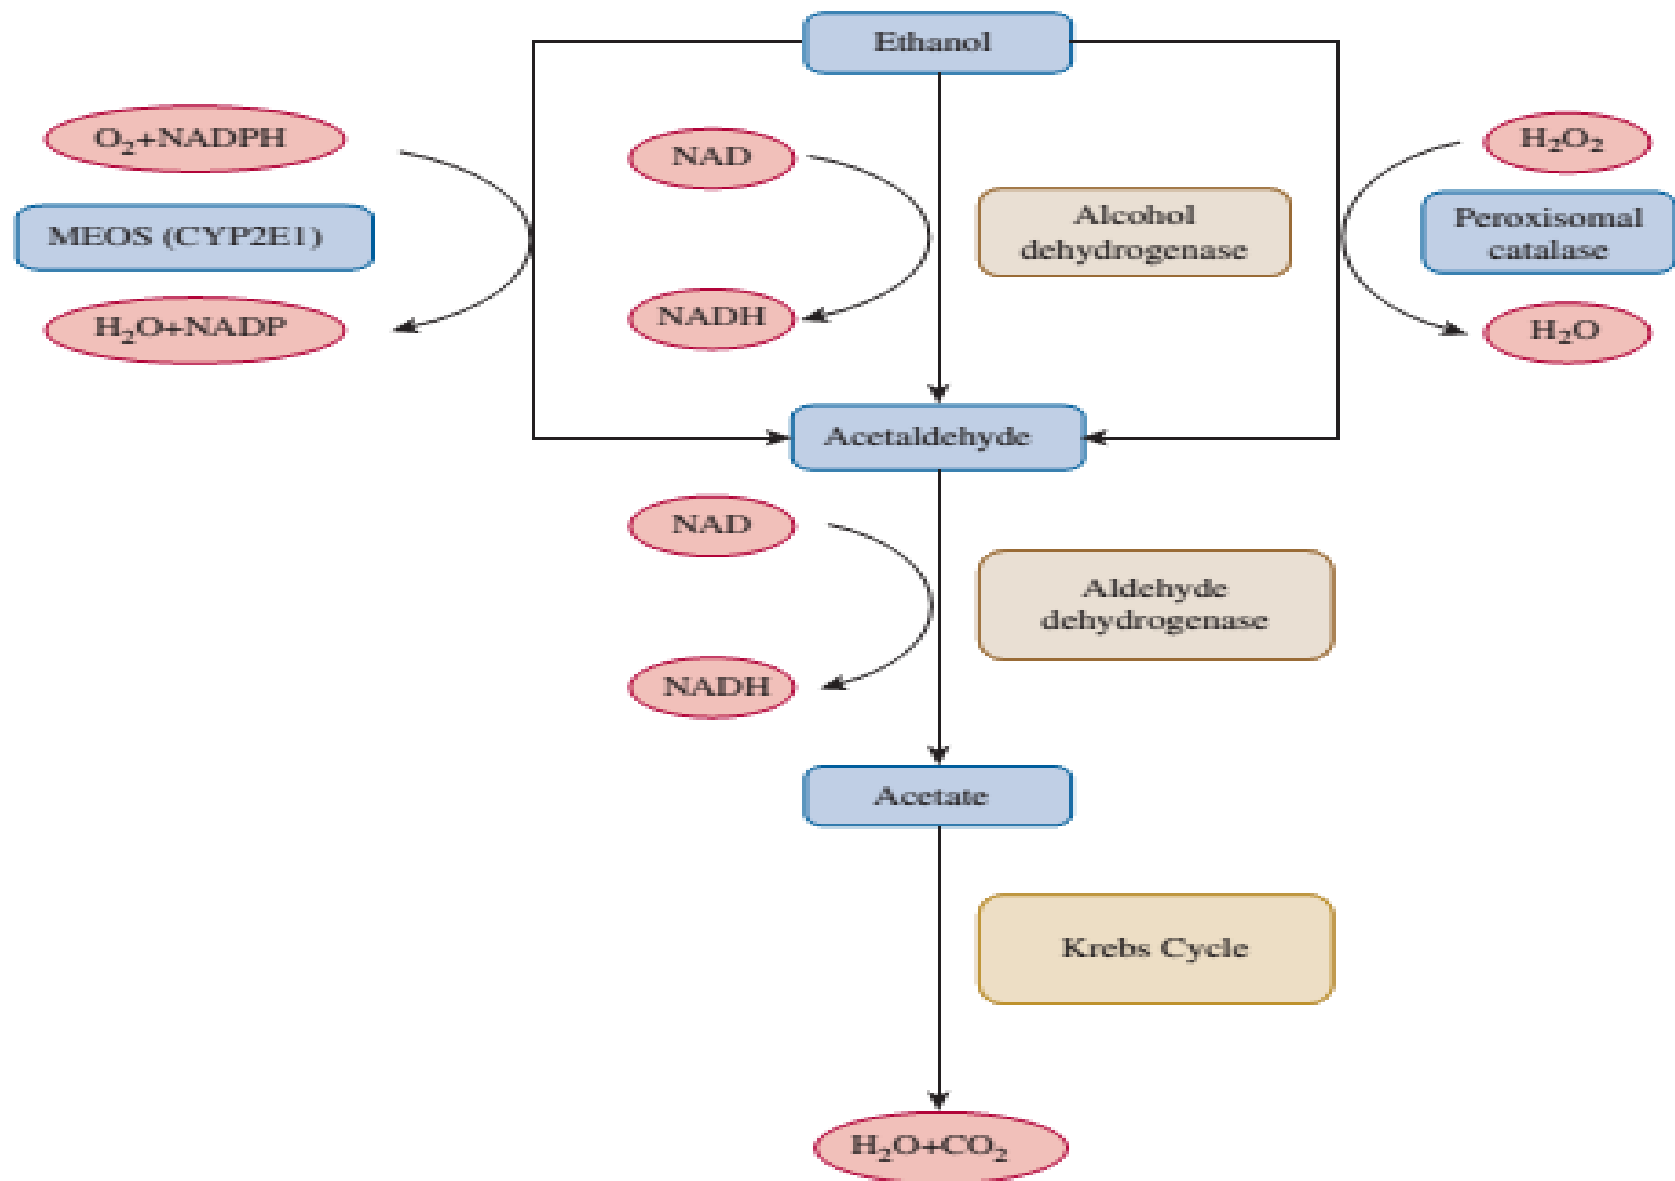 Ethanol
O₂+NADPH
MEOS (CYP2E1)
H₂O+NADP
NAD
NADH
Alcohol
dehydrogenase
H₂O₂
Peroxisomal
catalase
H₂O
Acetaldehyde
NAD
NADH
Aldehyde
dehydrogenase
Acetate
Krebs Cycle
H₂O+CO₂